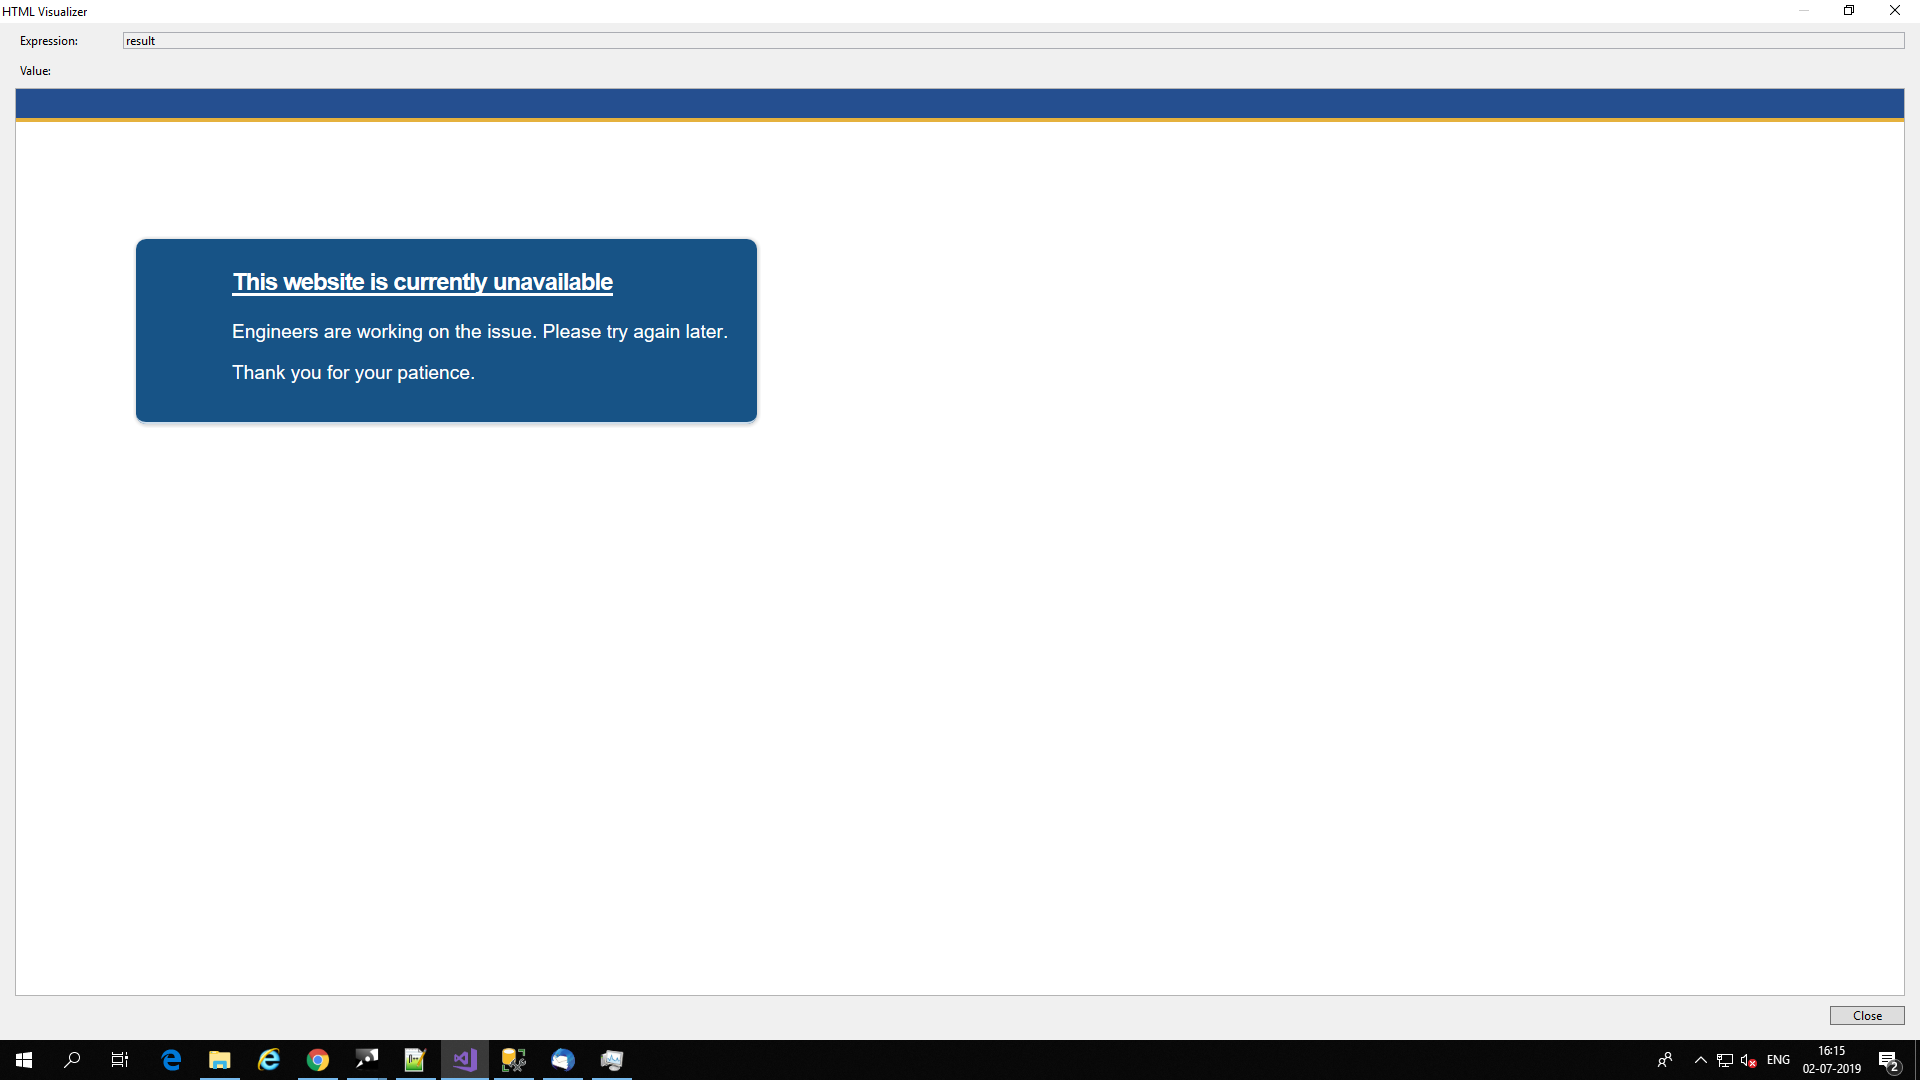 HTML Visualizer
Expression:
result
Value:
This website is currently unavailable
Engineers are working on the issue. Please try again later.
Thank you for your patience.
Close
ENG
16:15
02-07-2019
2